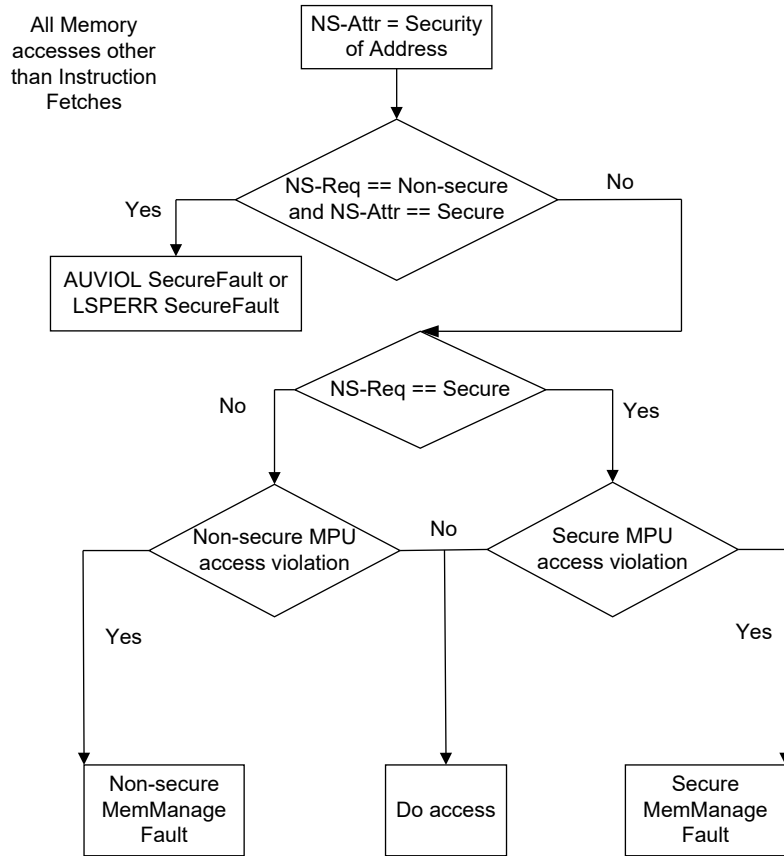 All Memory
accesses other
than Instruction
Fetches
NS-Attr = Security
of Address
NS-Req == Non-secure
and NS-Attr == Secure
Yes
No
AUVIOL SecureFault or
LSPERR SecureFault
NS-Req == Secure
No
Yes
Non-secure MPU
access violation
No
Secure MPU
access violation
Yes
Yes
Non-secure
MemManage
Fault
Do access
Secure
MemManage
Fault